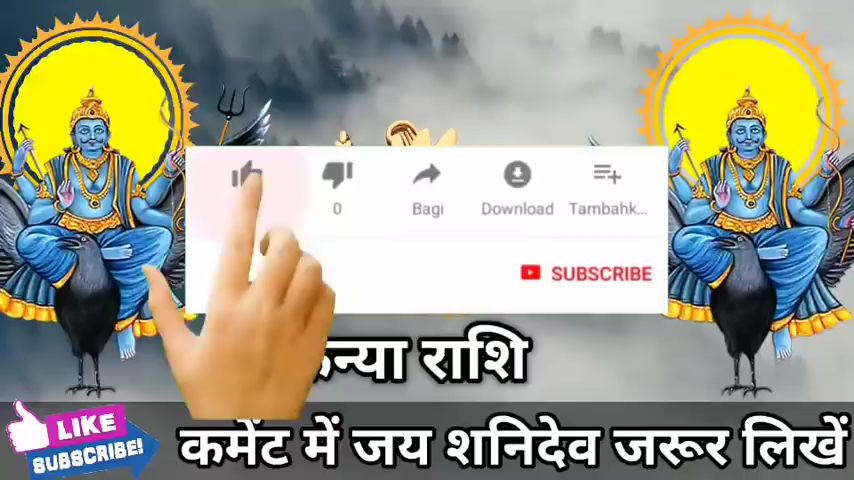 0 Bagi Download Tambahk...
SUBSCRIBE
राशि
LIKE
SUBSCRIBE!
कमेंट में जय शनिदेव जरूर लिखें